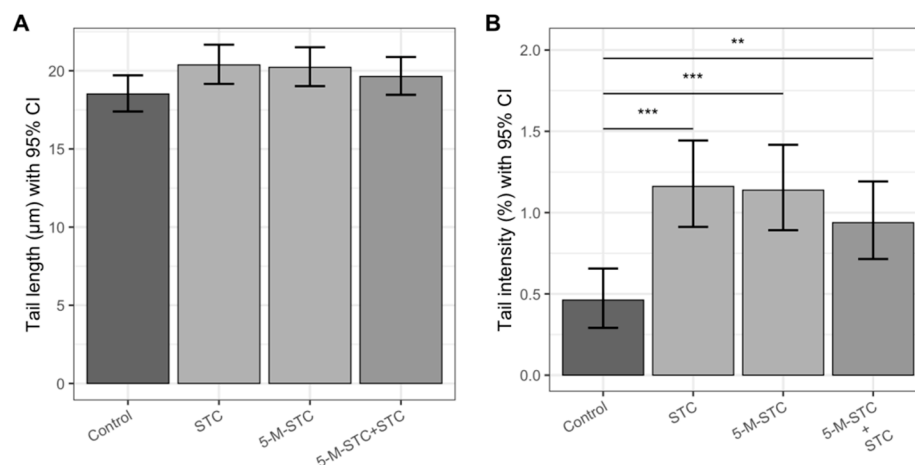 A
Tail length (µm) with 95% CI
20
15
10
5
0
Control
STC
5-M-STC
5-M-STC+STC
B
Tail intensity (%) with 95% CI
2.0
1.5
1.0
0.5
0.0
**
***
***
Control
STC
5-M-STC
5-M-STC
+
STC